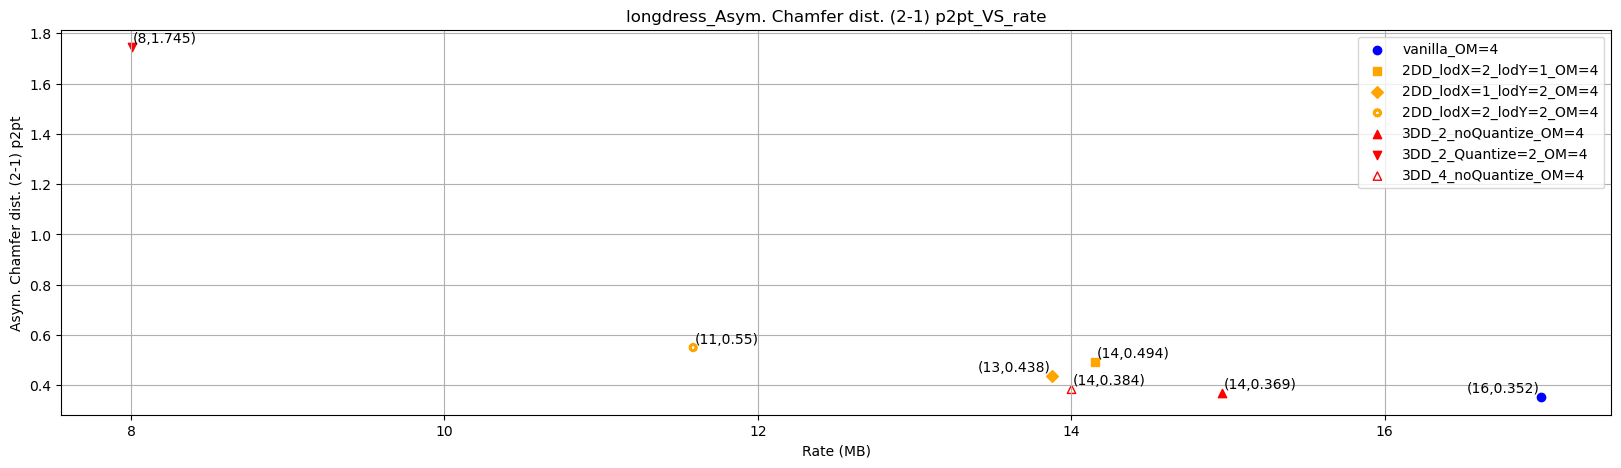 longdress_Asym. Chamfer dist. (2-1) p2pt_VS_rate
Asym. Chamfer dist. (2-1) p2pt
1.8
1.6
1.4
1.2
1.0
0.8
0.6
0.4
(8,1.745)
(11,0.55)
(13,0.438)
(14,0.494)
(14,0.384)
(14,0.369)
(16,0.352)
vanilla_OM=4
2DD_lodX=2_lodY=1_OM=4
2DD_lodX=1_lodY=2_OM=4
2DD_lodX=2_lodY=2_OM=4
3DD_2_noQuantize_OM=4
3DD_2_Quantize=2_OM=4
3DD_4_noQuantize_OM=4
8
10
12
14
16
Rate (MB)